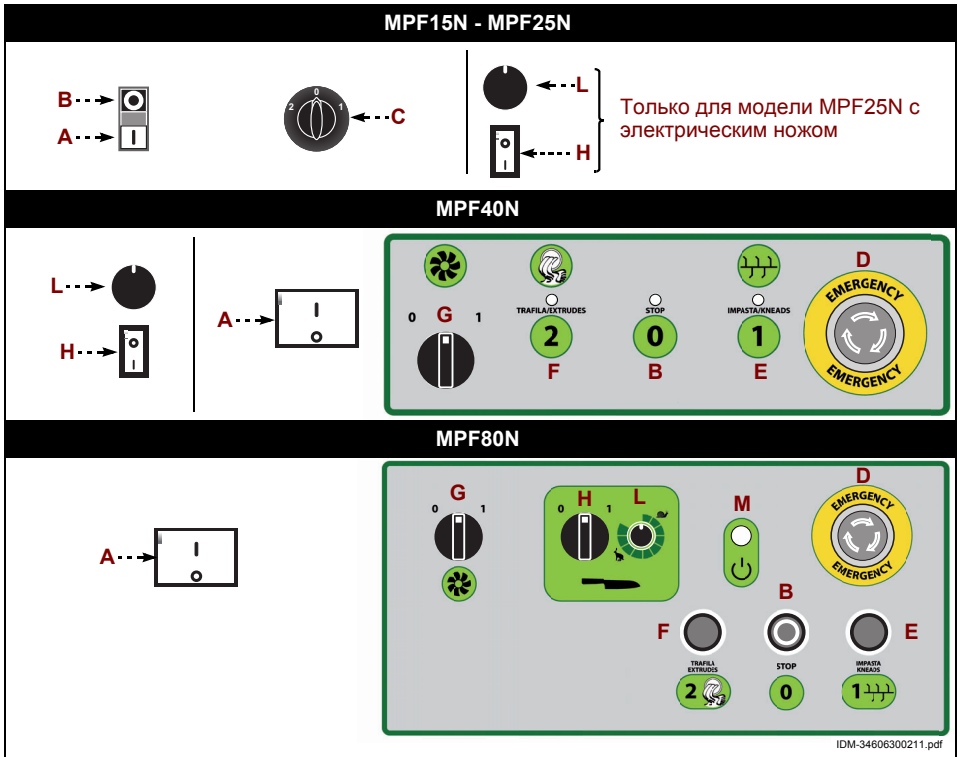 MPF15N - MPF25N
B
A
I
0
2 1
C
L
H
Только для модели MPF25N с
электрическим ножом
MPF40N
L
H
A
I
O
0 G 1
TRAFILA/EXTRUDES
2
F
STOP
0
B
IMPASTA/KNEADS
1
E
D
EMERGENCY
EMERGENCY
MPF80N
A
I
O
G
0 1
H L
0 1
M
D
EMERGENCY
EMERGENCY
F B E
TRAFILA
EXTRUDES
2
STOP
0
IMPASTA
KNEADS
1
IDM-34606300211.pdf